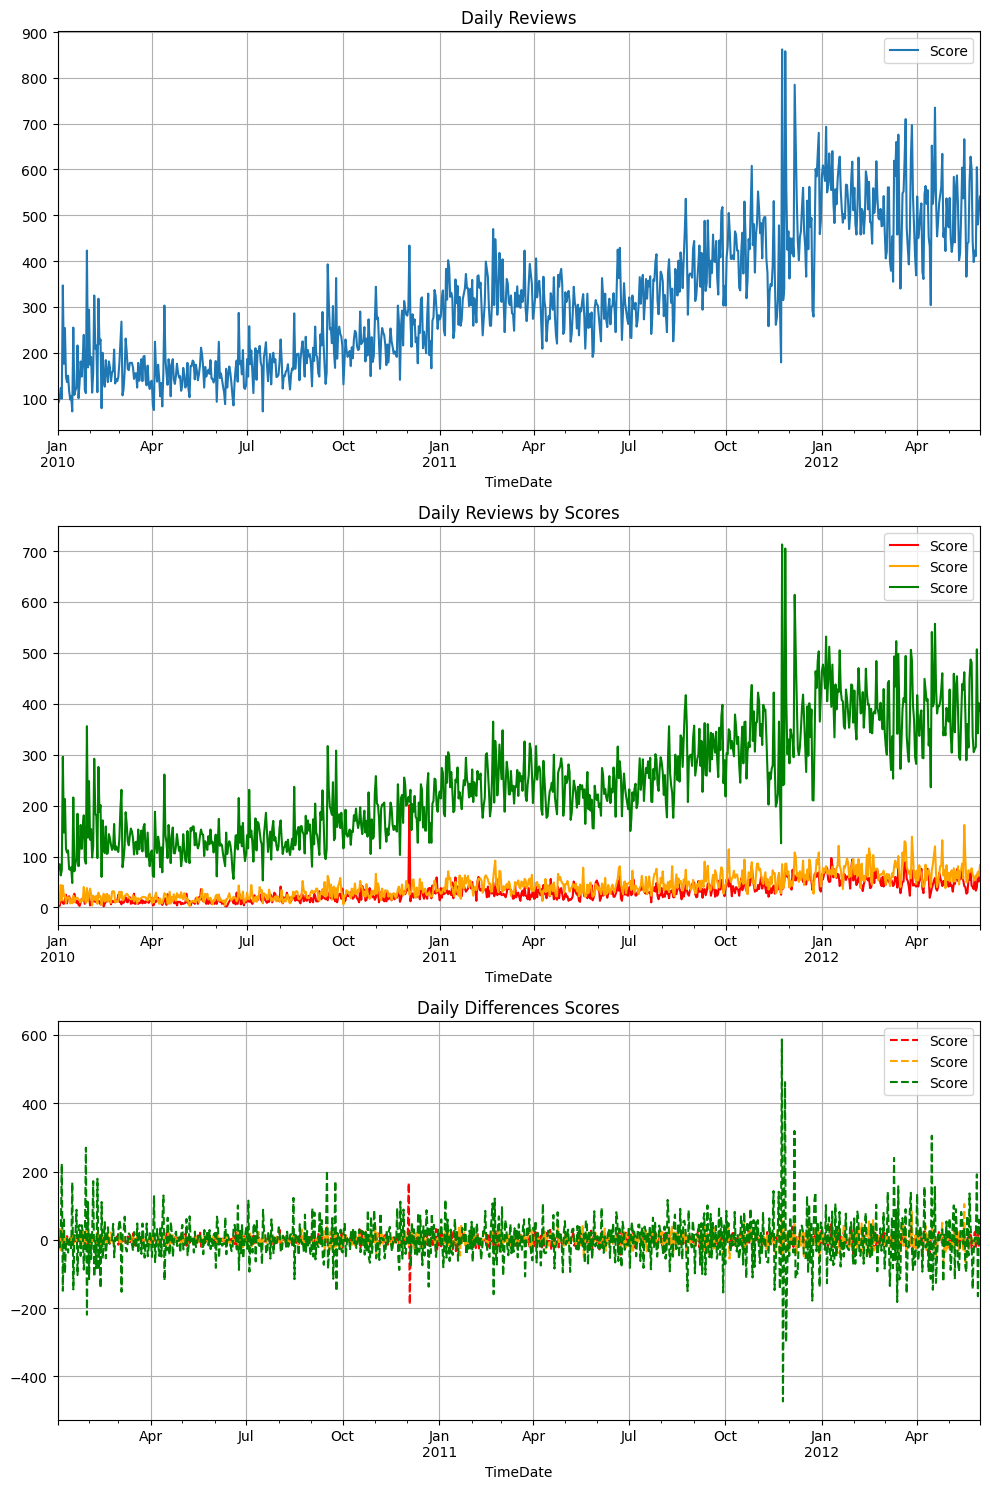 Daily Reviews
900
800
700
600
500
400
300
200
100
Score
Jan Apr Jul Oct Jan Apr Jul Oct Jan Apr
2010 2011 2012
TimeDate
Daily Reviews by Scores
700
600
500
400
300
200
100
0
Score
Score
Score
Jan Apr Jul Oct Jan Apr Jul Oct Jan Apr
2010 2011 2012
TimeDate
Daily Differences Scores
600
400
200
0
−200
−400
Score
Score
Score
Apr Jul Oct Jan Apr Jul Oct Jan Apr
2011 2012
TimeDate